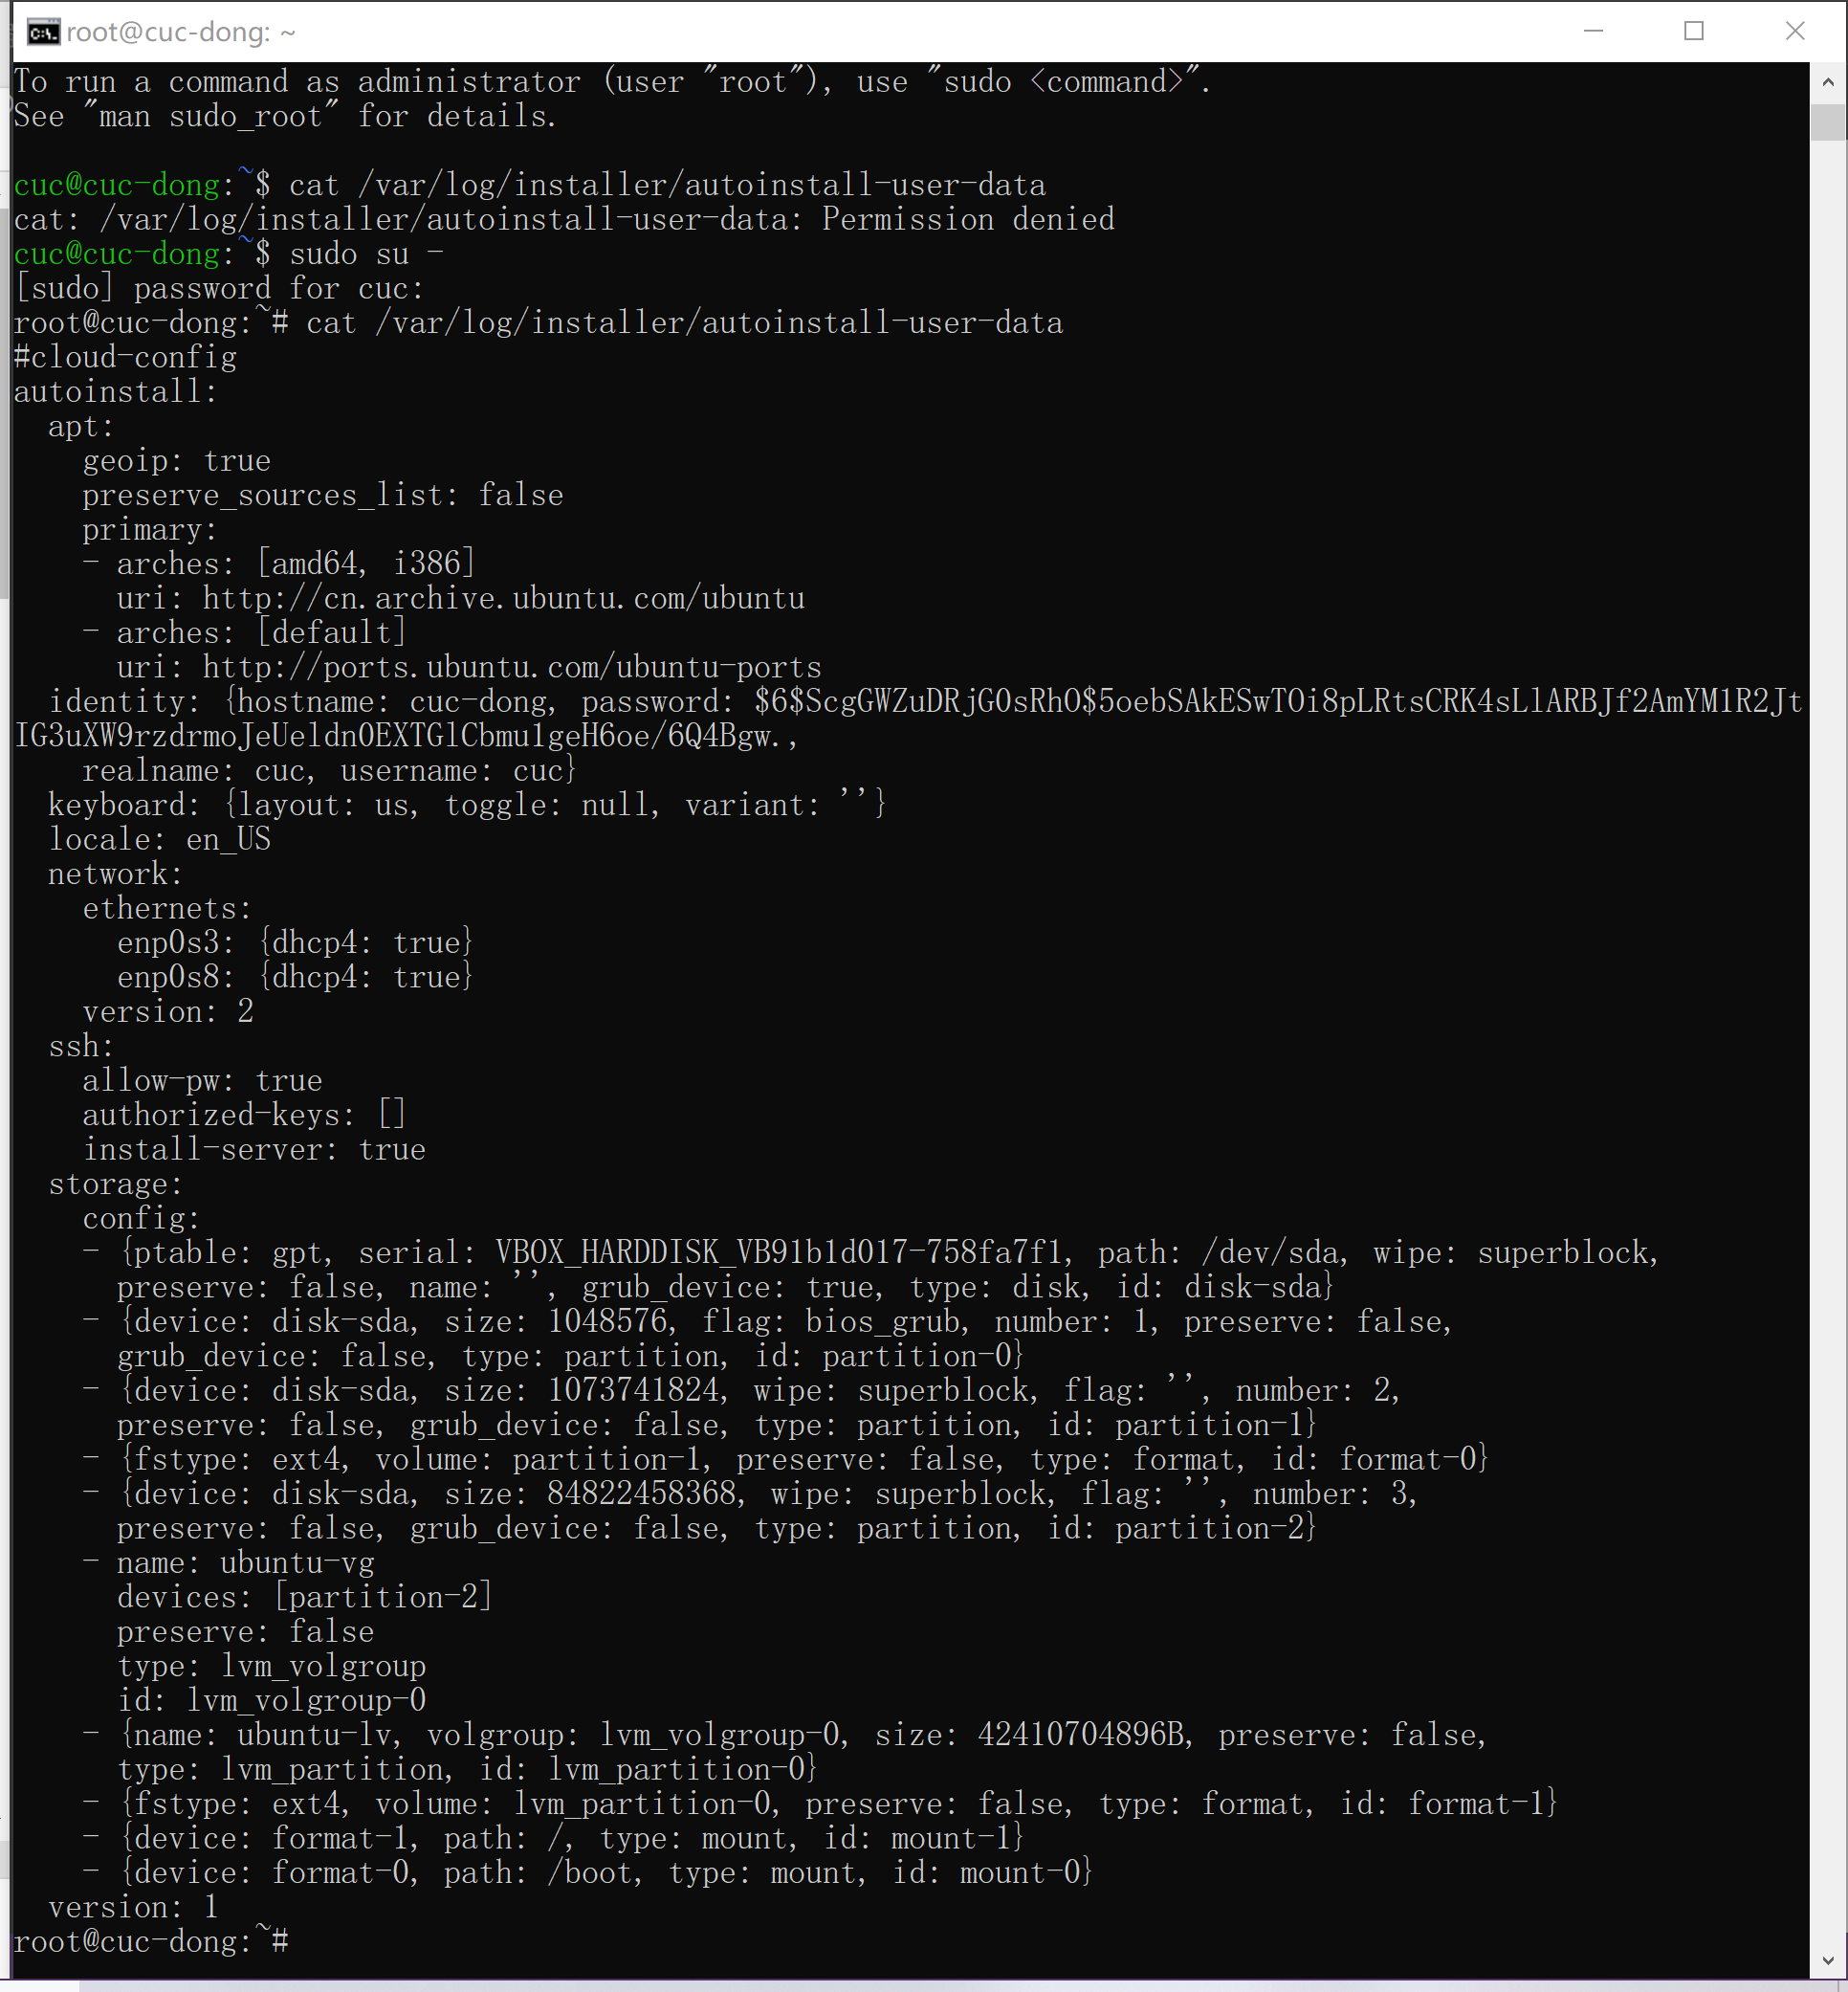 root@cuc-dong: ~
To run a command as administrator (user "root"), use "sudo <command>".
See "man sudo_root" for details.

cuc@cuc-dong:~$ cat /var/log/installer/autoinstall-user-data
cat: /var/log/installer/autoinstall-user-data: Permission denied
cuc@cuc-dong:~$ sudo su -
[sudo] password for cuc:
root@cuc-dong:~# cat /var/log/installer/autoinstall-user-data
#cloud-config
autoinstall:
  apt:
    geoip: true
    preserve_sources_list: false
    primary:
    - arches: [amd64, i386]
      uri: http://cn.archive.ubuntu.com/ubuntu
    - arches: [default]
      uri: http://ports.ubuntu.com/ubuntu-ports
  identity: {hostname: cuc-dong, password: $6$ScgGWZuDRjG0sRhO$5oebSAkESwTOi8pLRtsCRK4sLlARBJf2AmYM1R2Jt
IG3uXW9rzdrmoJeUeldn0EXTGlCbmu1geH6oe/6Q4Bgw.,
    realname: cuc, username: cuc}
  keyboard: {layout: us, toggle: null, variant: ''}
  locale: en_US
  network:
    ethernets:
      enp0s3: {dhcp4: true}
      enp0s8: {dhcp4: true}
    version: 2
  ssh:
    allow-pw: true
    authorized-keys: []
    install-server: true
  storage:
    config:
    - {ptable: gpt, serial: VBOX_HARDDISK_VB91b1d017-758fa7f1, path: /dev/sda, wipe: superblock,
      preserve: false, name: '', grub_device: true, type: disk, id: disk-sda}
    - {device: disk-sda, size: 1048576, flag: bios_grub, number: 1, preserve: false,
      grub_device: false, type: partition, id: partition-0}
    - {device: disk-sda, size: 1073741824, wipe: superblock, flag: '', number: 2,
      preserve: false, grub_device: false, type: partition, id: partition-1}
    - {fstype: ext4, volume: partition-1, preserve: false, type: format, id: format-0}
    - {device: disk-sda, size: 84822458368, wipe: superblock, flag: '', number: 3,
      preserve: false, grub_device: false, type: partition, id: partition-2}
    - name: ubuntu-vg
      devices: [partition-2]
      preserve: false
      type: lvm_volgroup
      id: lvm_volgroup-0
    - {name: ubuntu-lv, volgroup: lvm_volgroup-0, size: 42410704896B, preserve: false,
      type: lvm_partition, id: lvm_partition-0}
    - {fstype: ext4, volume: lvm_partition-0, preserve: false, type: format, id: format-1}
    - {device: format-1, path: /, type: mount, id: mount-1}
    - {device: format-0, path: /boot, type: mount, id: mount-0}
  version: 1
root@cuc-dong:~#